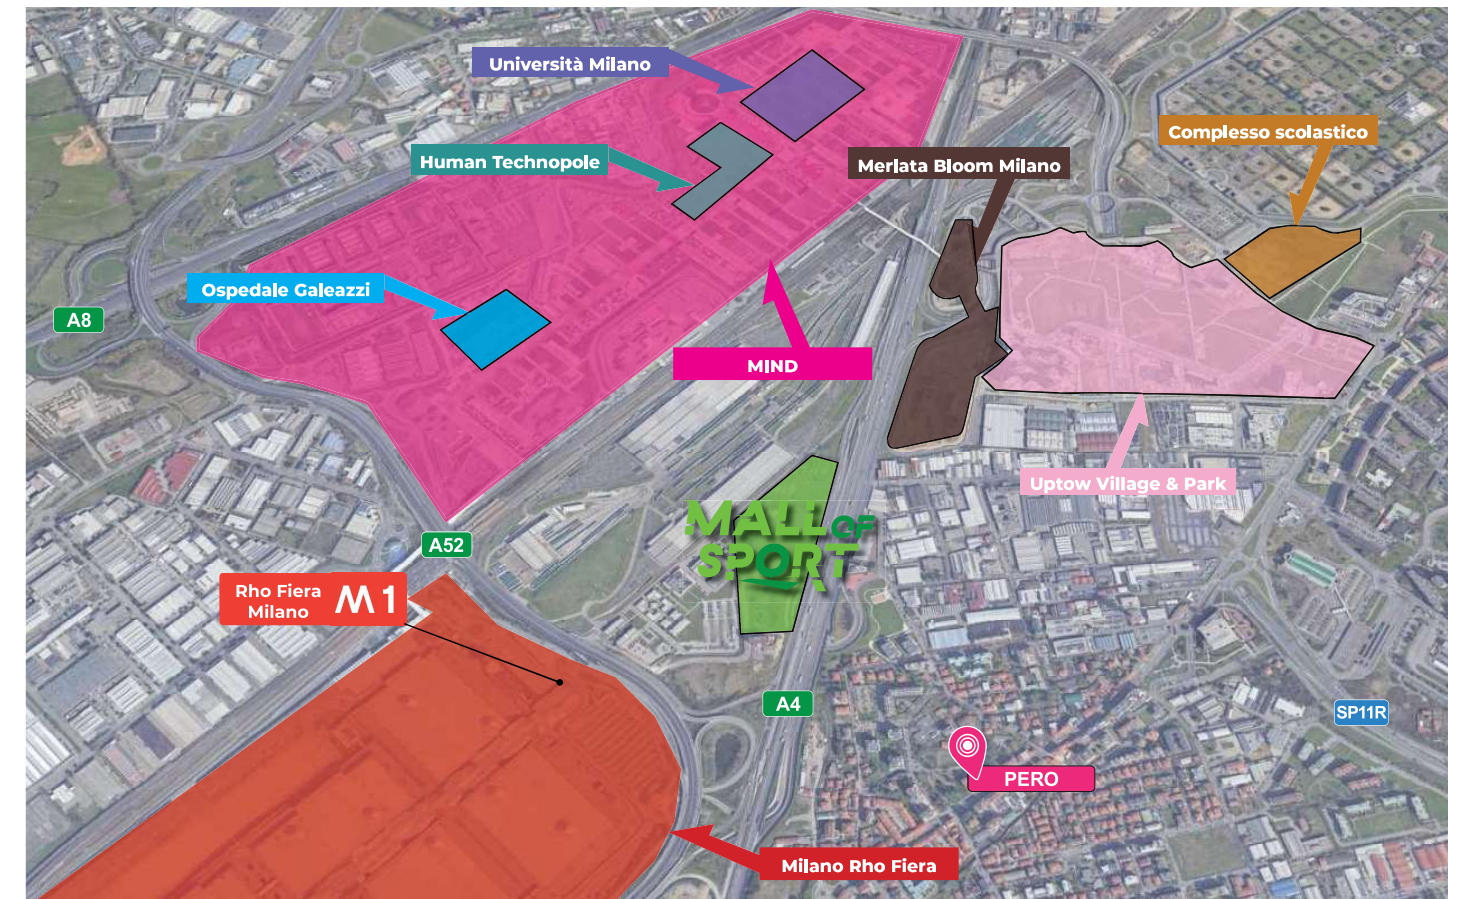 Università Milano
Complesso scolastico
Human Technopole
Merlata Bloom Milano
Ospedale Galeazzi
A8
MIND
Uptow Village & Park
MALL OF
SPORT
A52
Rho Fiera
Milano
M1
A4
SP11R
PERO
Milano Rho Fiera